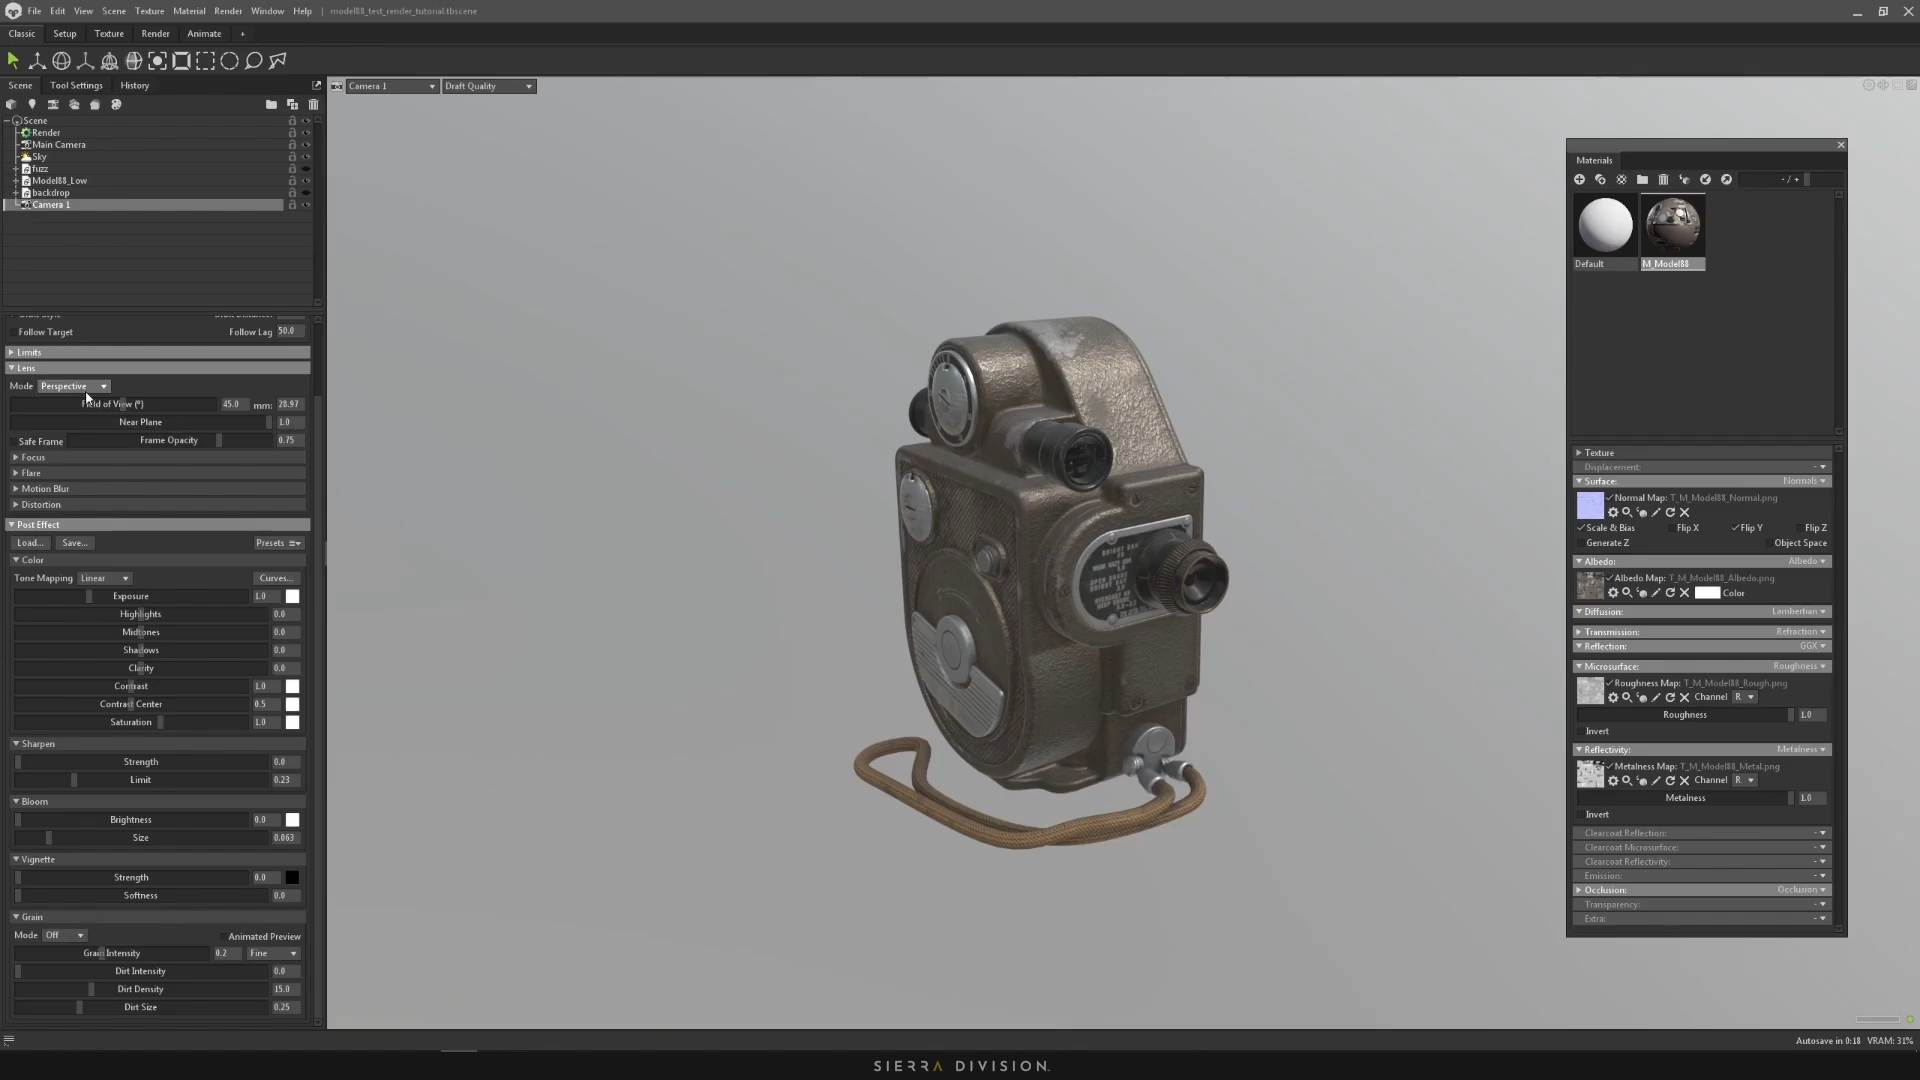 File Edit View Scene Texture Material Render Window Help model88_test_render_tutorial.tbscene
Classic Setup Texture Render Animate +
Scene Tool Settings History
Camera 1 Draft Quality
Scene
Render
Main Camera
Sky
fuzz
Model88_Low
backdrop
Camera 1
Follow Target Follow Lag 50.0
Limits
Lens
Mode Perspective
Field of View (°) 45.0 mm: 28.97
Near Plane 1.0
Safe Frame Frame Opacity 0.75
Focus
Flare
Motion Blur
Distortion
Post Effect
Load... Save... Presets
Color
Tone Mapping Linear Curves...
Exposure 1.0
Highlights 0.0
Midtones 0.0
Shadows 0.0
Clarity 0.0
Contrast 1.0
Contrast Center 0.5
Saturation 1.0
Sharpen
Strength 0.0
Limit 0.23
Bloom
Brightness 0.0
Size 0.063
Vignette
Strength 0.0
Softness 0.0
Grain
Mode Off Animated Preview
Grain Intensity 0.2 Fine
Dirt Intensity 0.0
Dirt Density 15.0
Dirt Size 0.25
BRIGHT SUN
OPEN SHADE
BRIGHT DAY
Materials
- / +
Default M_Model88
Texture
Displacement: -
Surface: Normals
Normal Map: T_M_Model88_Normal.png
Scale & Bias Flip X Flip Y Flip Z
Generate Z Object Space
Albedo: Albedo
Albedo Map: T_M_Model88_Albedo.png
Color
Diffusion: Lambertian
Transmission: Refraction
Reflection: GGX
Microsurface: Roughness
Roughness Map: T_M_Model88_Rough.png
Channel R
Roughness 1.0
Invert
Reflectivity: Metalness
Metalness Map: T_M_Model88_Metal.png
Channel R
Metalness 1.0
Invert
Clearcoat Reflection: -
Clearcoat Microsurface: -
Clearcoat Reflectivity: -
Emission: -
Occlusion: Occlusion
Transparency: -
Extra: -
Autosave in 0:18 VRAM: 31%
SIERRA DIVISION.